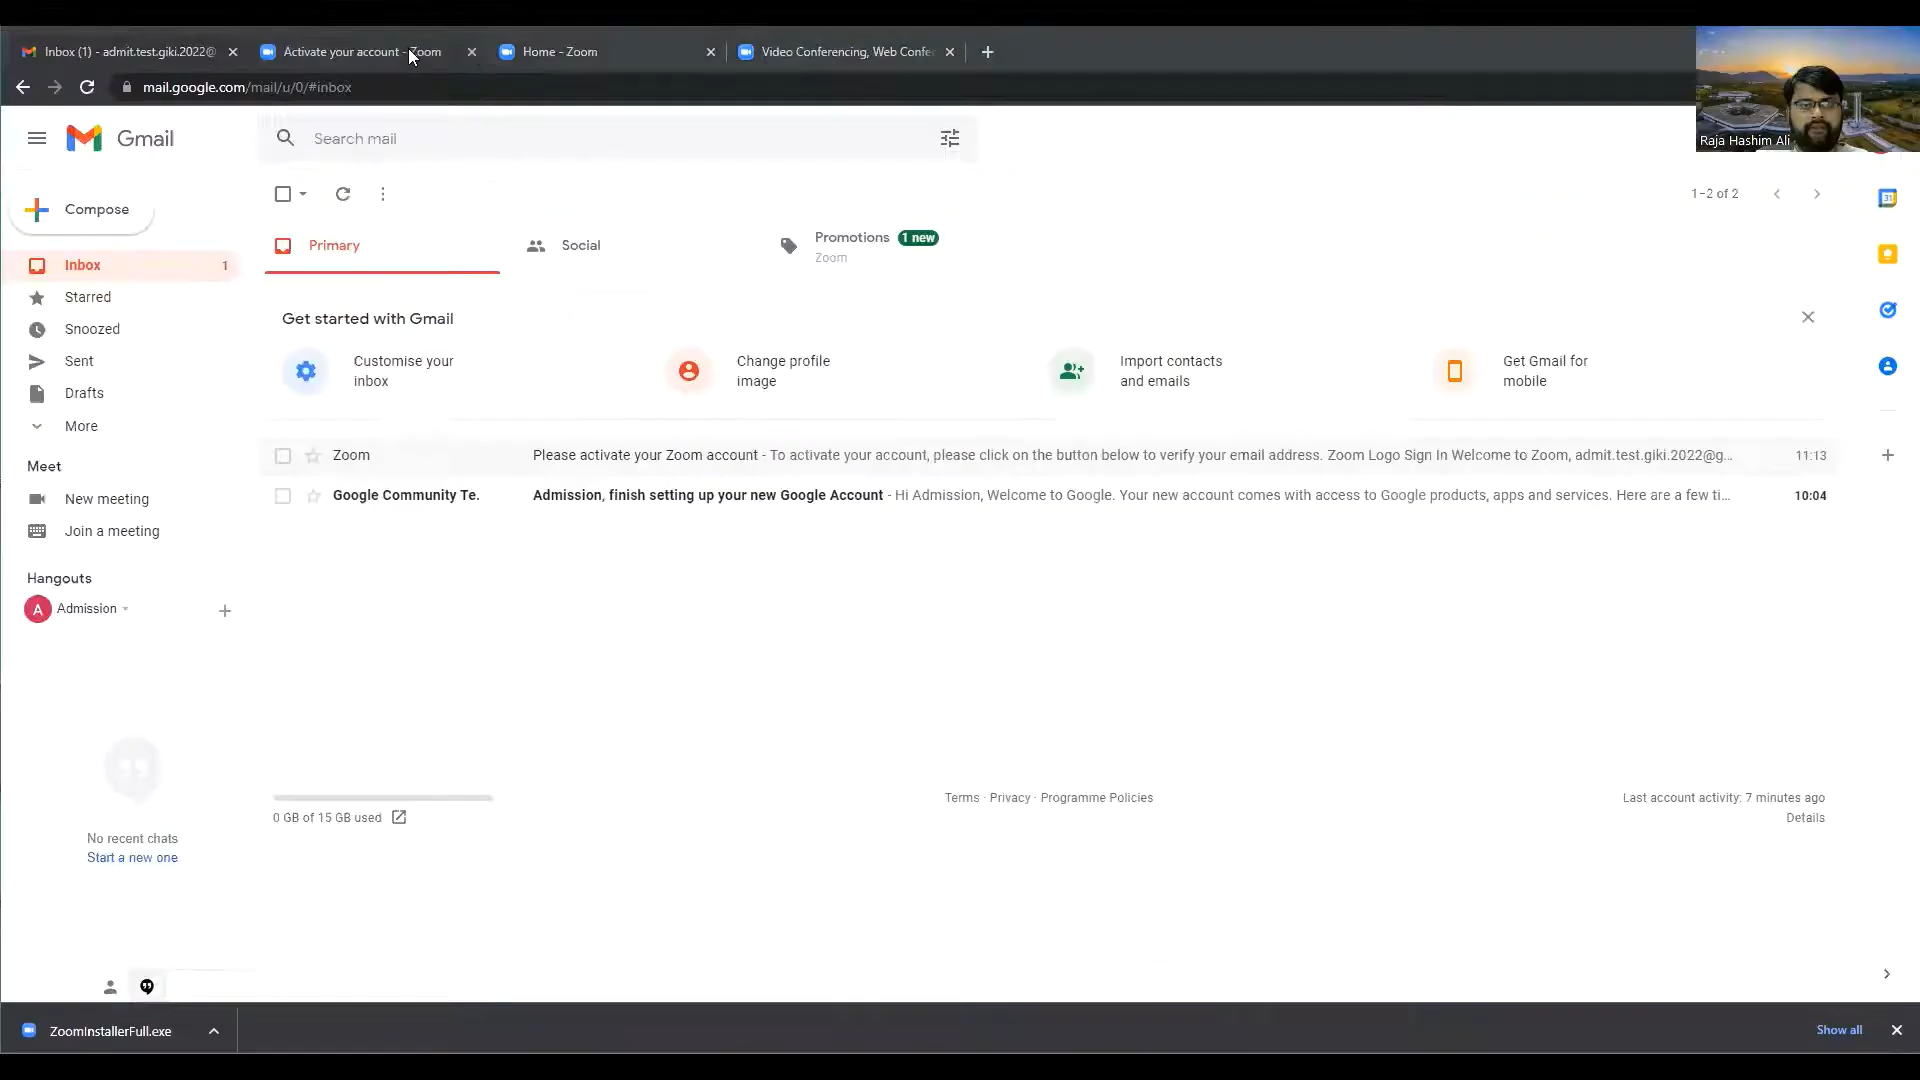 Inbox (1) - admit.test.giki.2022@
Activate your account - Zoom
Home - Zoom
Video Conferencing, Web Confe
mail.google.com/mail/u/0/#inbox
Raja Hashim Ali
Gmail
Search mail
Compose
1–2 of 2
Primary
Social
Promotions 1 new
Zoom
Inbox 1
Starred
Snoozed
Sent
Drafts
More
Get started with Gmail
Customise your
inbox
Change profile
image
Import contacts
and emails
Get Gmail for
mobile
Zoom Please activate your Zoom account - To activate your account, please click on the button below to verify your email address. Zoom Logo Sign In Welcome to Zoom, admit.test.giki.2022@g... 11:13
Google Community Te. Admission, finish setting up your new Google Account - Hi Admission, Welcome to Google. Your new account comes with access to Google products, apps and services. Here are a few ti... 10:04
Meet
New meeting
Join a meeting
Hangouts
A Admission
31
No recent chats
Start a new one
0 GB of 15 GB used
Terms · Privacy · Programme Policies
Last account activity: 7 minutes ago
Details
ZoomInstallerFull.exe
Show all